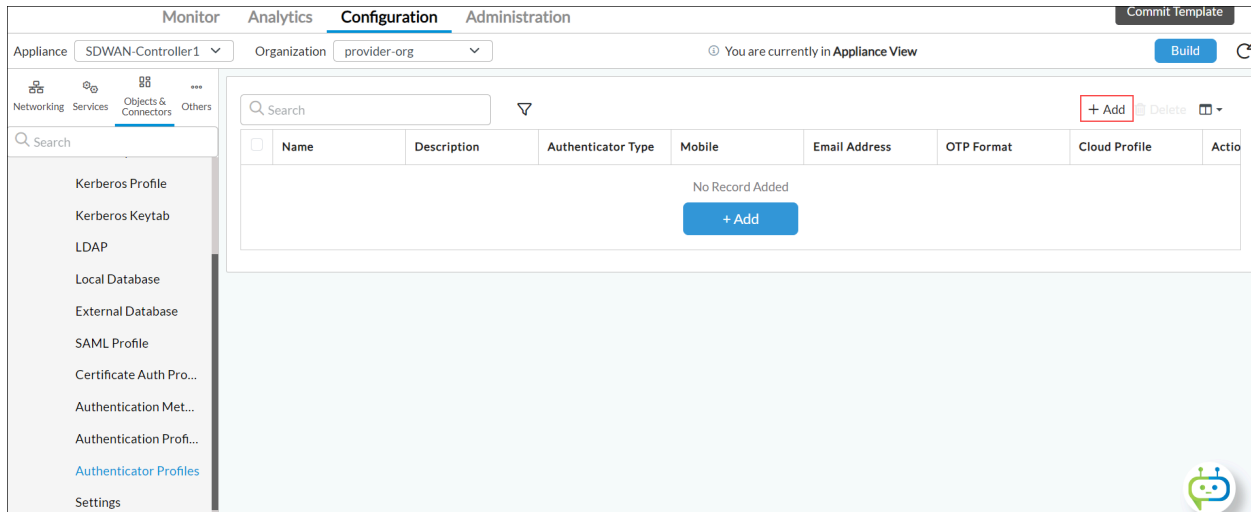 Monitor Analytics Configuration Administration Commit Template
Appliance SDWAN-Controller1 Organization provider-org You are currently in Appliance View Build
Networking Services Objects & Connectors Others
Search
Kerberos Profile
Kerberos Keytab
LDAP
Local Database
External Database
SAML Profile
Certificate Auth Pro...
Authentication Met...
Authentication Profi...
Authenticator Profiles
Settings
Search + Add Delete
Name Description Authenticator Type Mobile Email Address OTP Format Cloud Profile Actio
No Record Added
+ Add